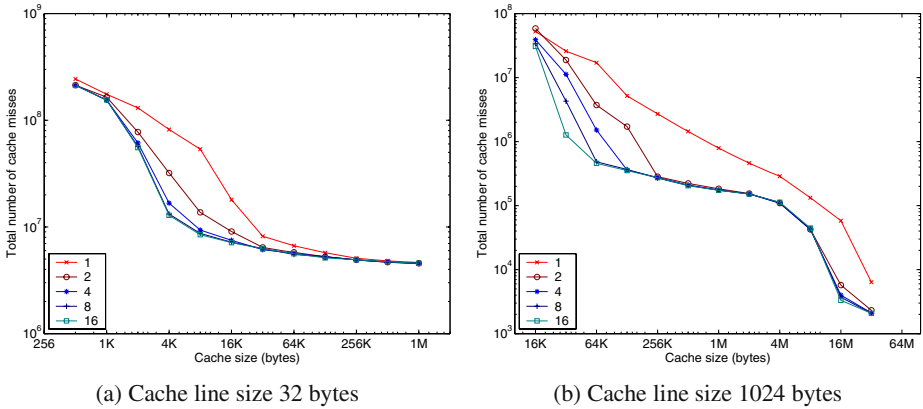 10^9
10^8
10^7
10^6
Total number of cache misses
1
2
4
8
16
256 1K 4K 16K 64K 256K 1M
Cache size (bytes)
(a) Cache line size 32 bytes
10^8
10^7
10^6
10^5
10^4
10^3
Total number of cache misses
1
2
4
8
16
16K 64K 256K 1M 4M 16M 64M
Cache size (bytes)
(b) Cache line size 1024 bytes